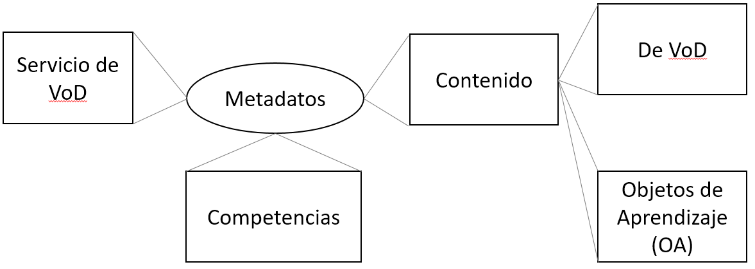 Servicio de
VoD
Metadatos
Contenido
De VoD
Competencias
Objetos de
Aprendizaje
(OA)